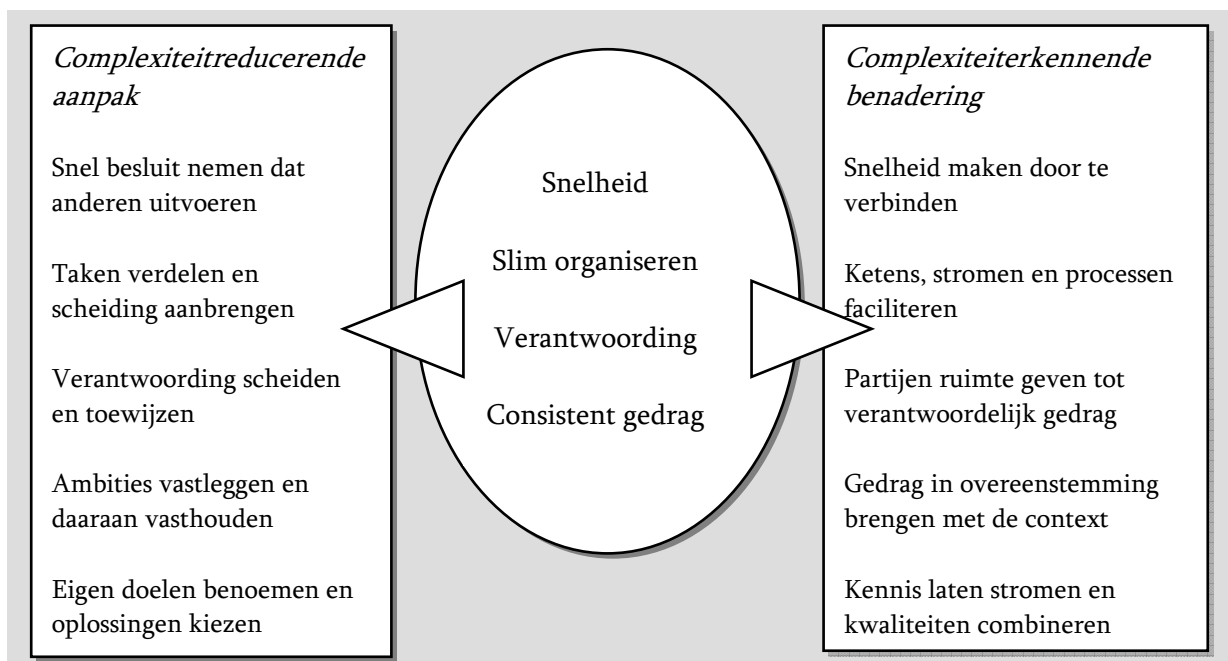 Complexiteitreducerende
aanpak
Snel besluit nemen dat
anderen uitvoeren
Taken verdelen en
scheiding aanbrengen
Verantwoording scheiden
en toewijzen
Ambities vastleggen en
daaraan vasthouden
Eigen doelen benoemen en
oplossingen kiezen
Snelheid
Slim organiseren
Verantwoording
Consistent gedrag
Complexiteiterkennende
benadering
Snelheid maken door te
verbinden
Ketens, stromen en processen
faciliteren
Partijen ruimte geven tot
verantwoordelijk gedrag
Gedrag in overeenstemming
brengen met de context
Kennis laten stromen en
kwaliteiten combineren